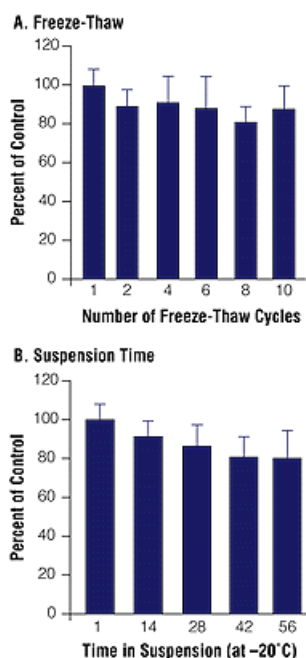 A. Freeze-Thaw
120
100
80
60
40
20
0
Percent of Control
1 2 4 6 8 10
Number of Freeze-Thaw Cycles
B. Suspension Time
120
100
80
60
40
20
0
Percent of Control
1 14 28 42 56
Time in Suspension (at –20˚C)